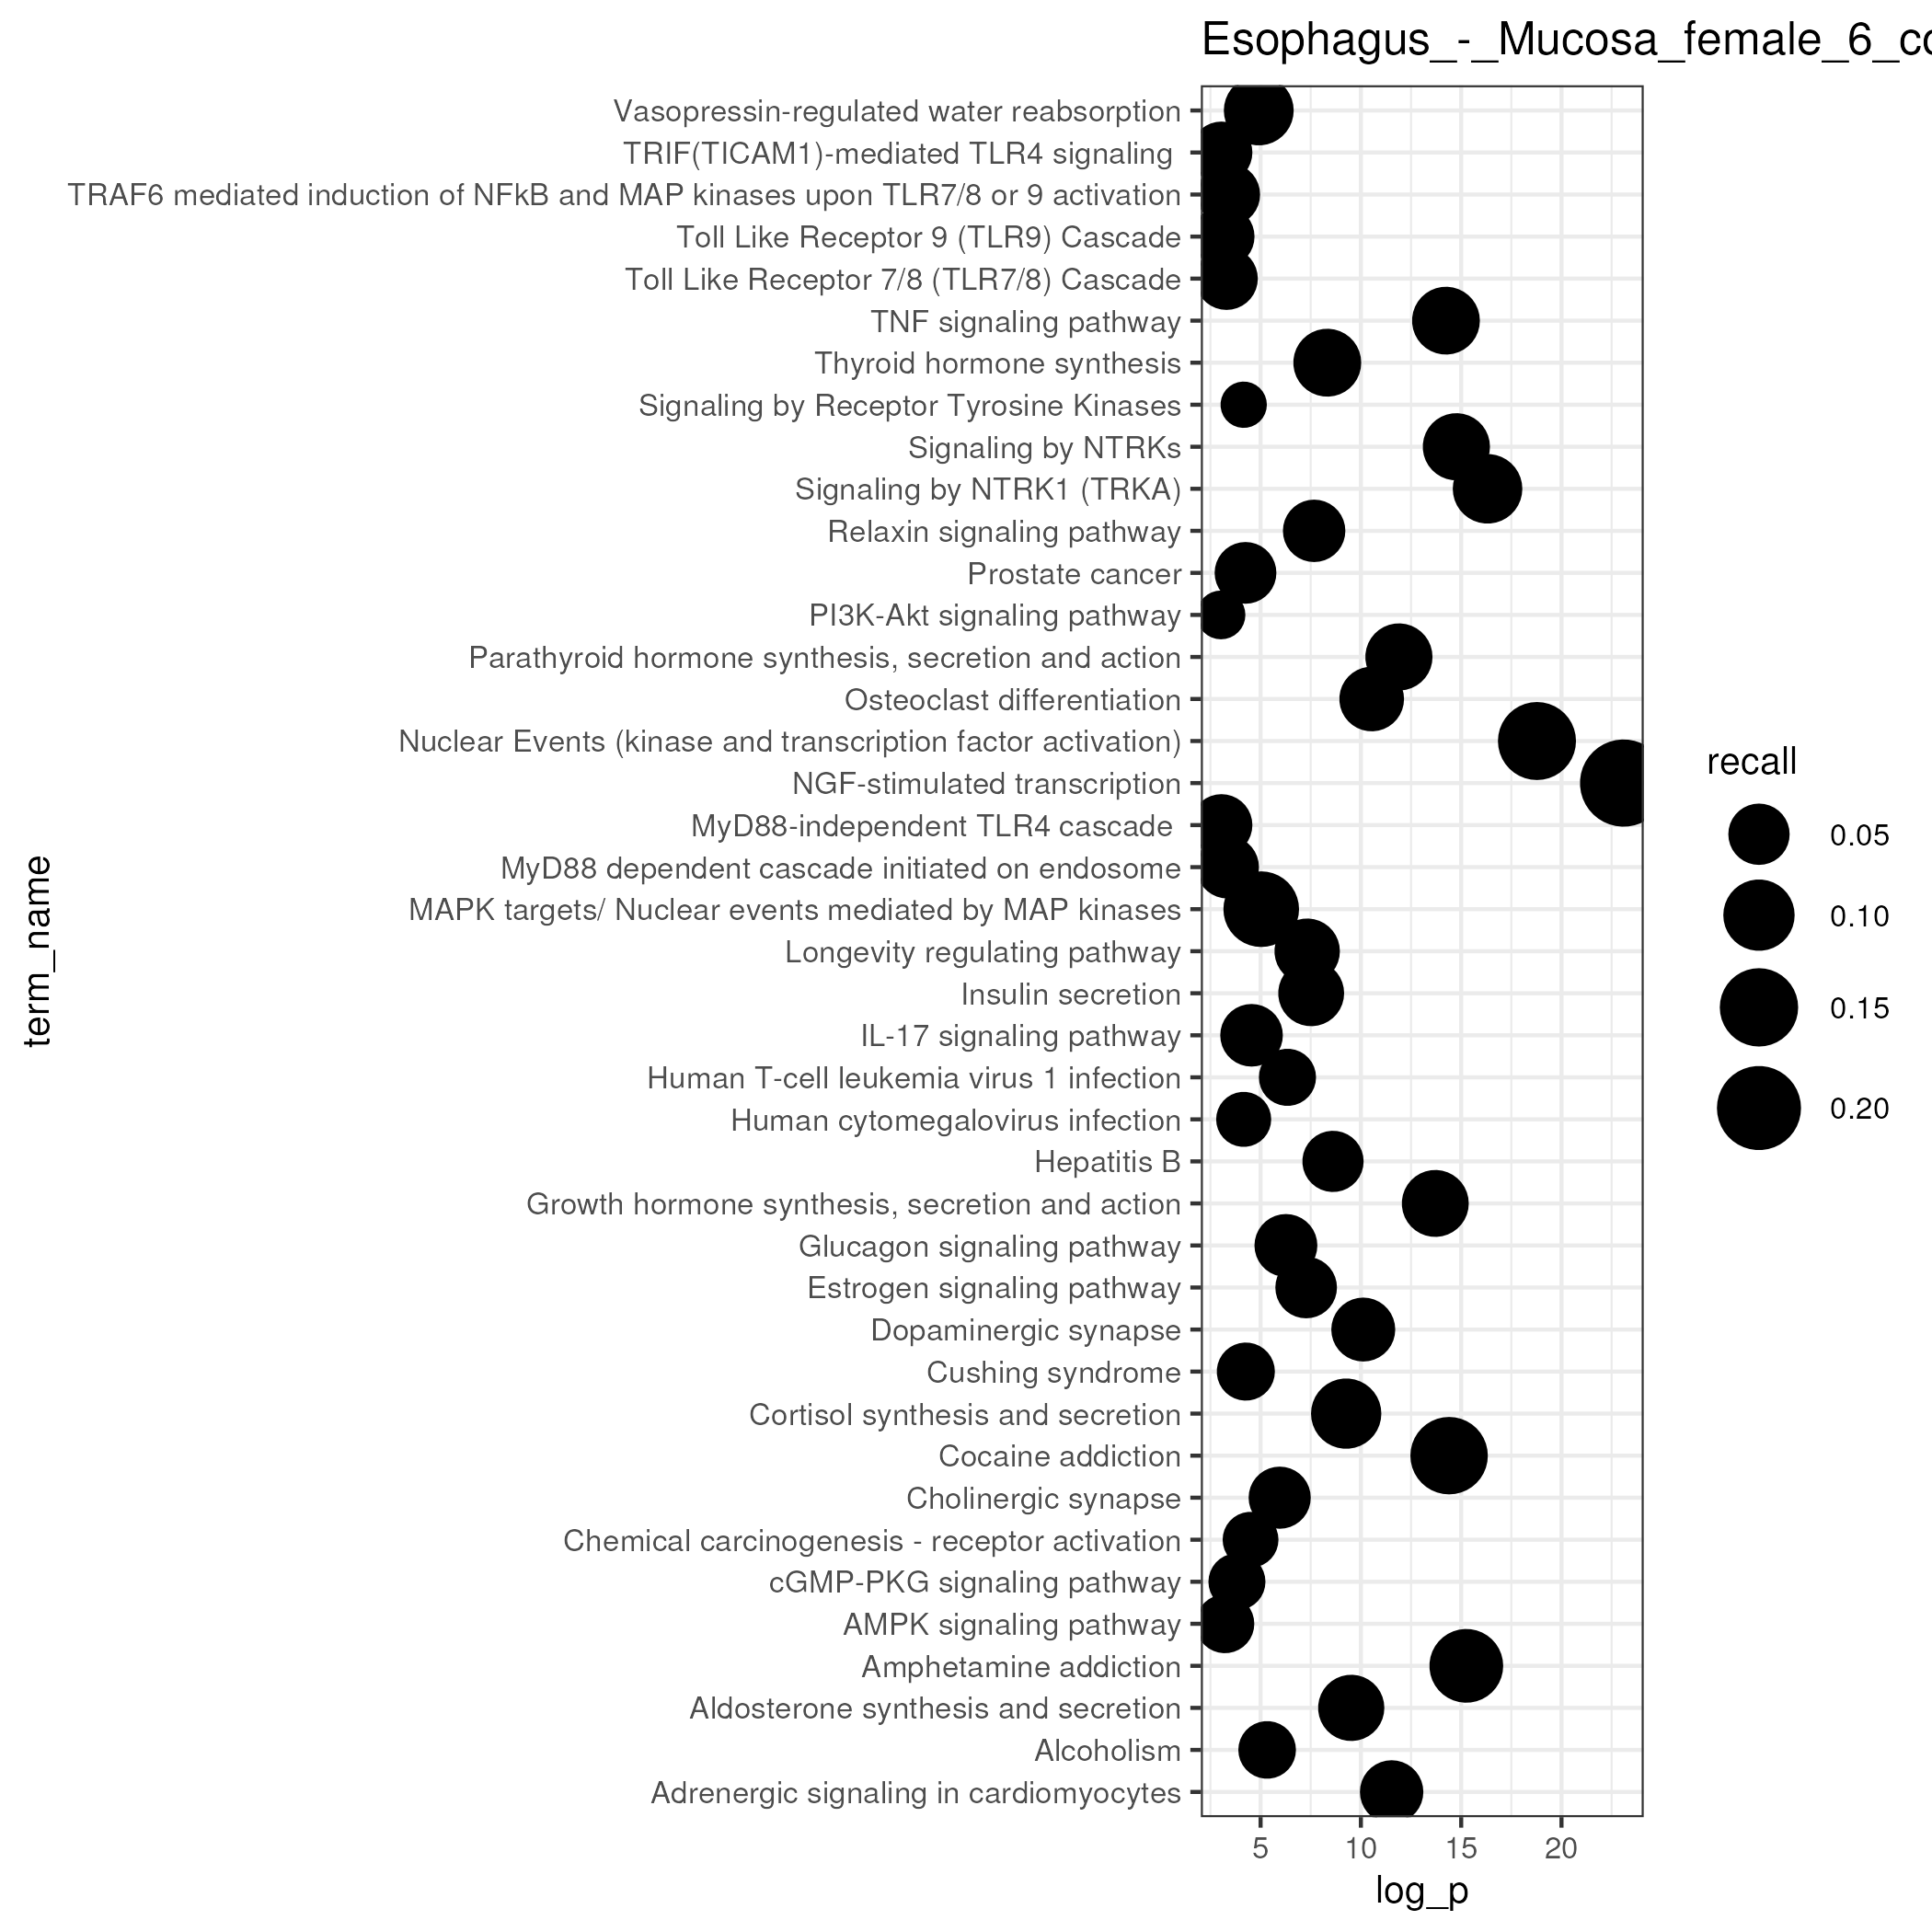 Esophagus_-_Mucosa_female_6_co
Vasopressin-regulated water reabsorption
TRIF(TICAM1)-mediated TLR4 signaling
TRAF6 mediated induction of NFkB and MAP kinases upon TLR7/8 or 9 activation
Toll Like Receptor 9 (TLR9) Cascade
Toll Like Receptor 7/8 (TLR7/8) Cascade
TNF signaling pathway
Thyroid hormone synthesis
Signaling by Receptor Tyrosine Kinases
Signaling by NTRKs
Signaling by NTRK1 (TRKA)
Relaxin signaling pathway
Prostate cancer
PI3K-Akt signaling pathway
Parathyroid hormone synthesis, secretion and action
Osteoclast differentiation
Nuclear Events (kinase and transcription factor activation)
NGF-stimulated transcription
MyD88-independent TLR4 cascade
MyD88 dependent cascade initiated on endosome
MAPK targets/ Nuclear events mediated by MAP kinases
Longevity regulating pathway
Insulin secretion
IL-17 signaling pathway
Human T-cell leukemia virus 1 infection
Human cytomegalovirus infection
Hepatitis B
Growth hormone synthesis, secretion and action
Glucagon signaling pathway
Estrogen signaling pathway
Dopaminergic synapse
Cushing syndrome
Cortisol synthesis and secretion
Cocaine addiction
Cholinergic synapse
Chemical carcinogenesis - receptor activation
cGMP-PKG signaling pathway
AMPK signaling pathway
Amphetamine addiction
Aldosterone synthesis and secretion
Alcoholism
Adrenergic signaling in cardiomyocytes
5 10 15 20
log_p
term_name
recall
0.05
0.10
0.15
0.20